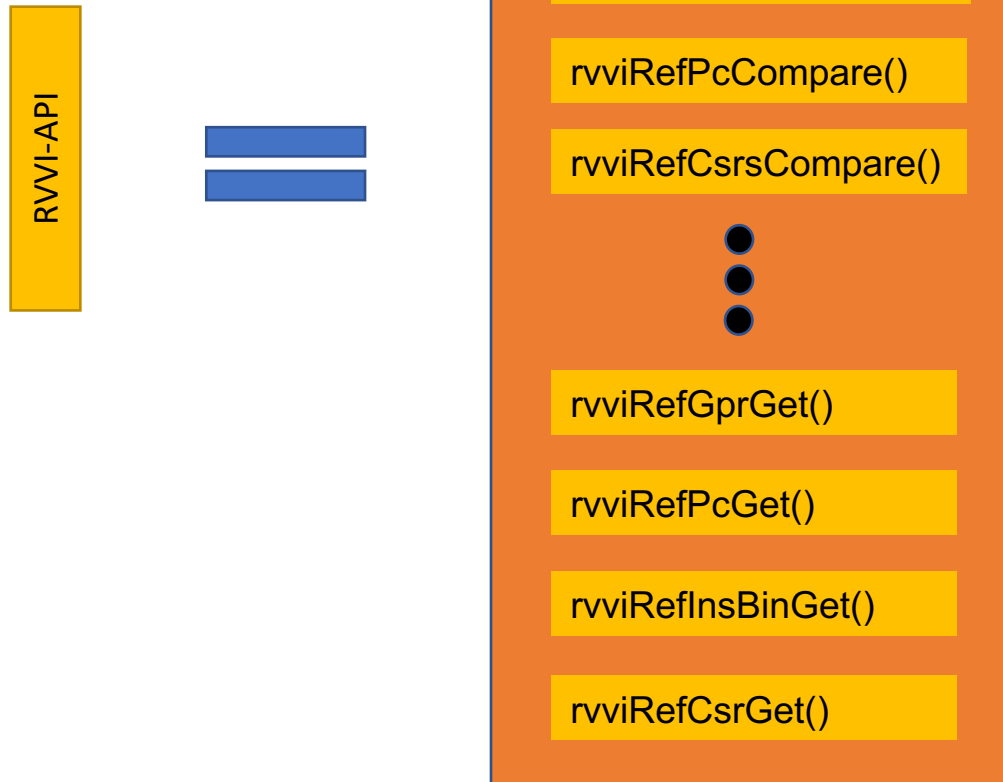 RVVI-API
rvviRefPcCompare()
rvviRefCsrsCompare()
rvviRefGprGet()
rvviRefPcGet()
rvviRefInsBinGet()
rvviRefCsrGet()